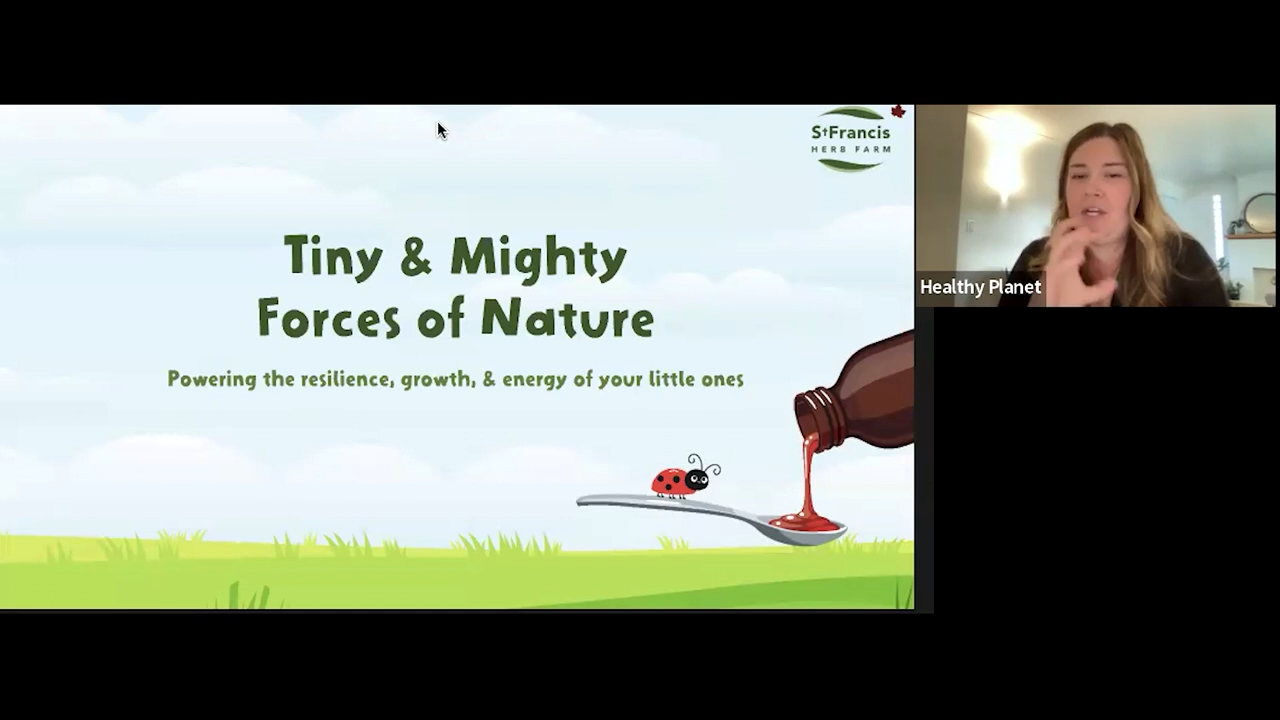 StFrancis
HERB FARM
Tiny & Mighty
Forces of Nature
Powering the resilience, growth, & energy of your little ones
Healthy Planet